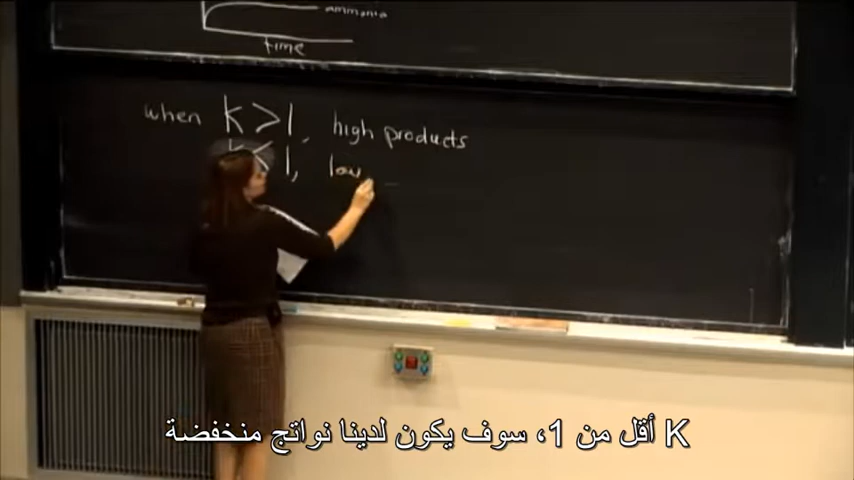 ammonia
time
when K > 1, high products
K < 1, low
K أقل من 1، سوف يكون لدينا نواتج منخفضة